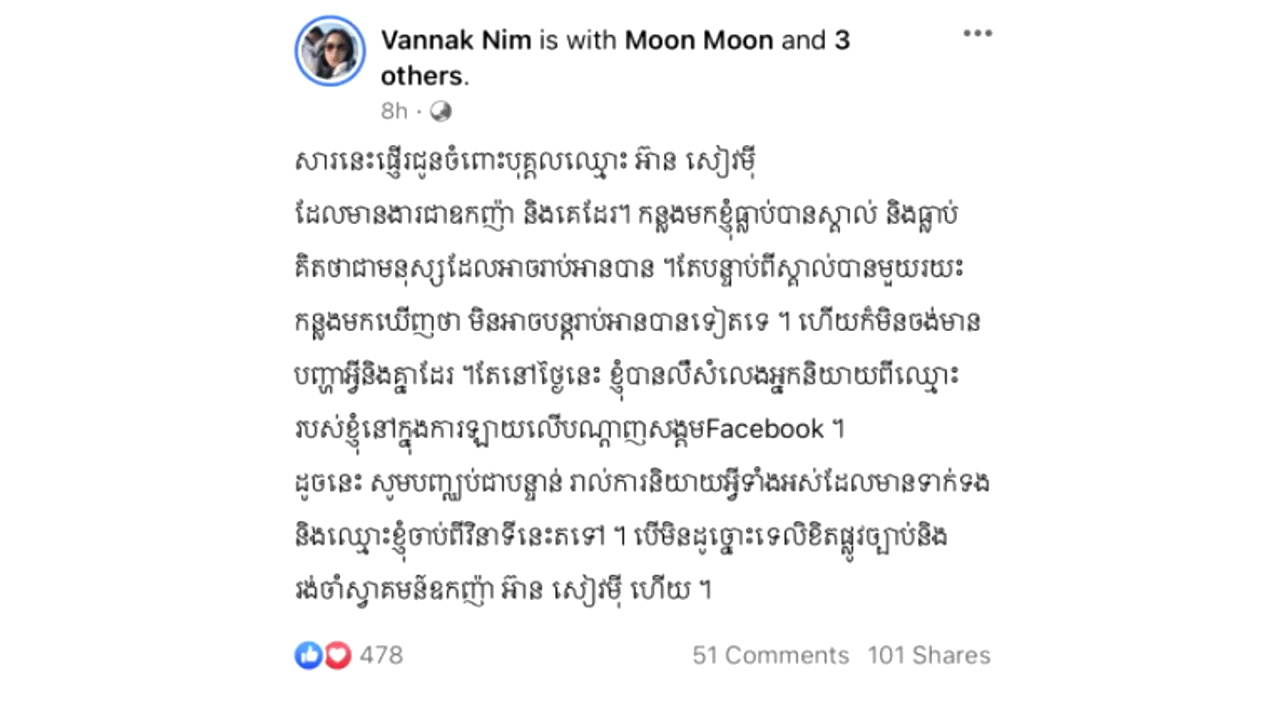 Vannak Nim is with Moon Moon and 3
others.
8h ·
សារនេះផ្ញើរជូនចំពោះបុគ្គលឈ្មោះ អ៊ាន សៀវម៉ី
ដែលមានងារជាឧកញ៉ា និងគេដែរ។ កន្លងមកខ្ញុំធ្លាប់បានស្គាល់ និងធ្លាប់
គិតថាជាមនុស្សដែលអាចរាប់អានបាន ។តែបន្ទាប់ពីស្គាល់បានមួយរយះ
កន្លងមកឃើញថា មិនអាចបន្តរាប់អានបានទៀតទេ ។ ហើយក៏មិនចង់មាន
បញ្ហាអ្វីនិងគ្នាដែរ ។តែនៅថ្ងៃនេះ ខ្ញុំបានលឺសំលេងអ្នកនិយាយពីឈ្មោះ
របស់ខ្ញុំនៅក្នុងការឡាយលើបណ្តាញសង្គមFacebook ។
ដូចនេះ សូមបញ្ឈប់ជាបន្ទាន់ រាល់ការនិយាយអ្វីទាំងអស់ដែលមានទាក់ទង
និងឈ្មោះខ្ញុំចាប់ពីវិនាទីនេះតទៅ ។ បើមិនដូច្នោះទេលិខិតផ្លូវច្បាប់និង
រង់ចាំស្វាគមន៍ឧកញ៉ា អ៊ាន សៀវម៉ី ហើយ ។
478 51 Comments 101 Shares